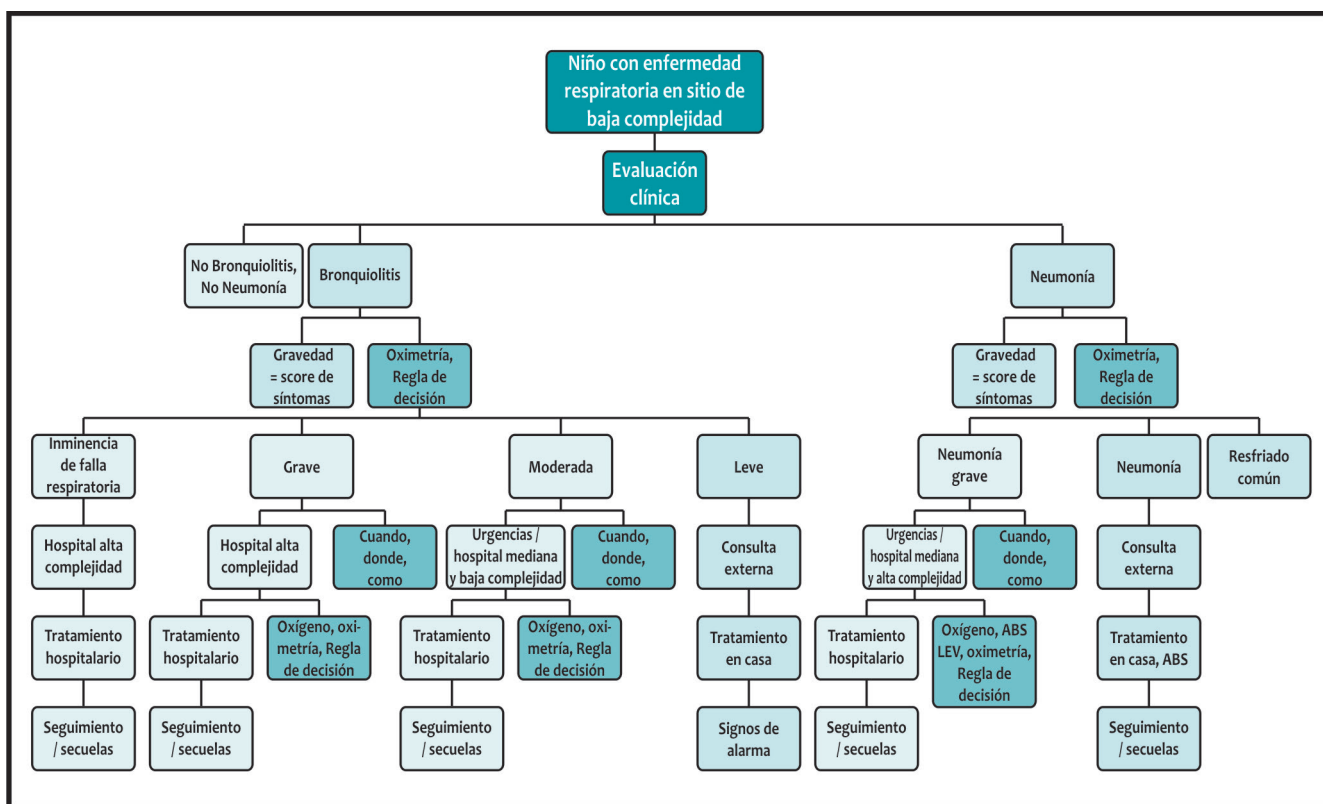 Niño con enfermedad
respiratoria en sitio de
baja complejidad
Evaluación
clínica
No Bronquiolitis,
No Neumonía
Bronquiolitis
Neumonía
Gravedad
= score de
síntomas
Oximetría,
Regla de
decisión
Gravedad
= score de
síntomas
Oximetría,
Regla de
decisión
Inminencia
de falla
respiratoria
Grave
Moderada
Leve
Neumonía
grave
Neumonía
Resfriado
común
Hospital alta
complejidad
Hospital alta
complejidad
Cuando,
donde,
como
Urgencias /
hospital mediana
y baja complejidad
Cuando,
donde,
como
Consulta
externa
Urgencias /
hospital mediana
y alta complejidad
Cuando,
donde,
como
Consulta
externa
Tratamiento
hospitalario
Tratamiento
hospitalario
Oxígeno, oxi-
metría, Regla
de decisión
Tratamiento
hospitalario
Oxígeno, oxi-
metría, Regla
de decisión
Tratamiento
en casa
Tratamiento
hospitalario
Oxígeno, ABS
LEV, oximetría,
Regla de
decisión
Tratamiento
en casa, ABS
Seguimiento
/ secuelas
Seguimiento
/ secuelas
Seguimiento
/ secuelas
Signos de
alarma
Seguimiento
/ secuelas
Seguimiento
/ secuelas